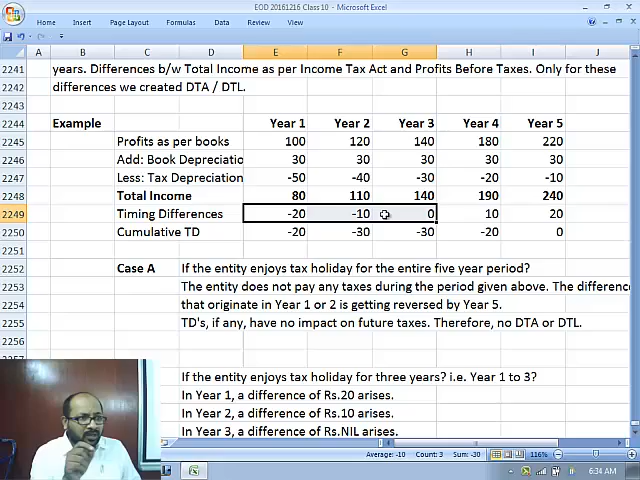 EOD 20161216 Class 10 - Microsoft Excel
Home Insert Page Layout Formulas Data Review View
A B C D E F G H I J
2241 years. Differences b/w Total Income as per Income Tax Act and Profits Before Taxes. Only for these
2242 differences we created DTA / DTL.
2243
2244 Example Year 1 Year 2 Year 3 Year 4 Year 5
2245 Profits as per books 100 120 140 180 220
2246 Add: Book Depreciatio 30 30 30 30 30
2247 Less: Tax Depreciation -50 -40 -30 -20 -10
2248 Total Income 80 110 140 190 240
2249 Timing Differences -20 -10 0 10 20
2250 Cumulative TD -20 -30 -30 -20 0
2251
2252 Case A If the entity enjoys tax holiday for the entire five year period?
2253 The entity does not pay any taxes during the period given above. The difference
2254 that originate in Year 1 or 2 is getting reversed by Year 5.
2255 TD's, if any, have no impact on future taxes. Therefore, no DTA or DTL.
2256
2257
If the entity enjoys tax holiday for three years? i.e. Year 1 to 3?
In Year 1, a difference of Rs.20 arises.
In Year 2, a difference of Rs.10 arises.
In Year 3, a difference of Rs.NIL arises.
Average: -10 Count: 3 Sum: -30 116%
6:34 AM